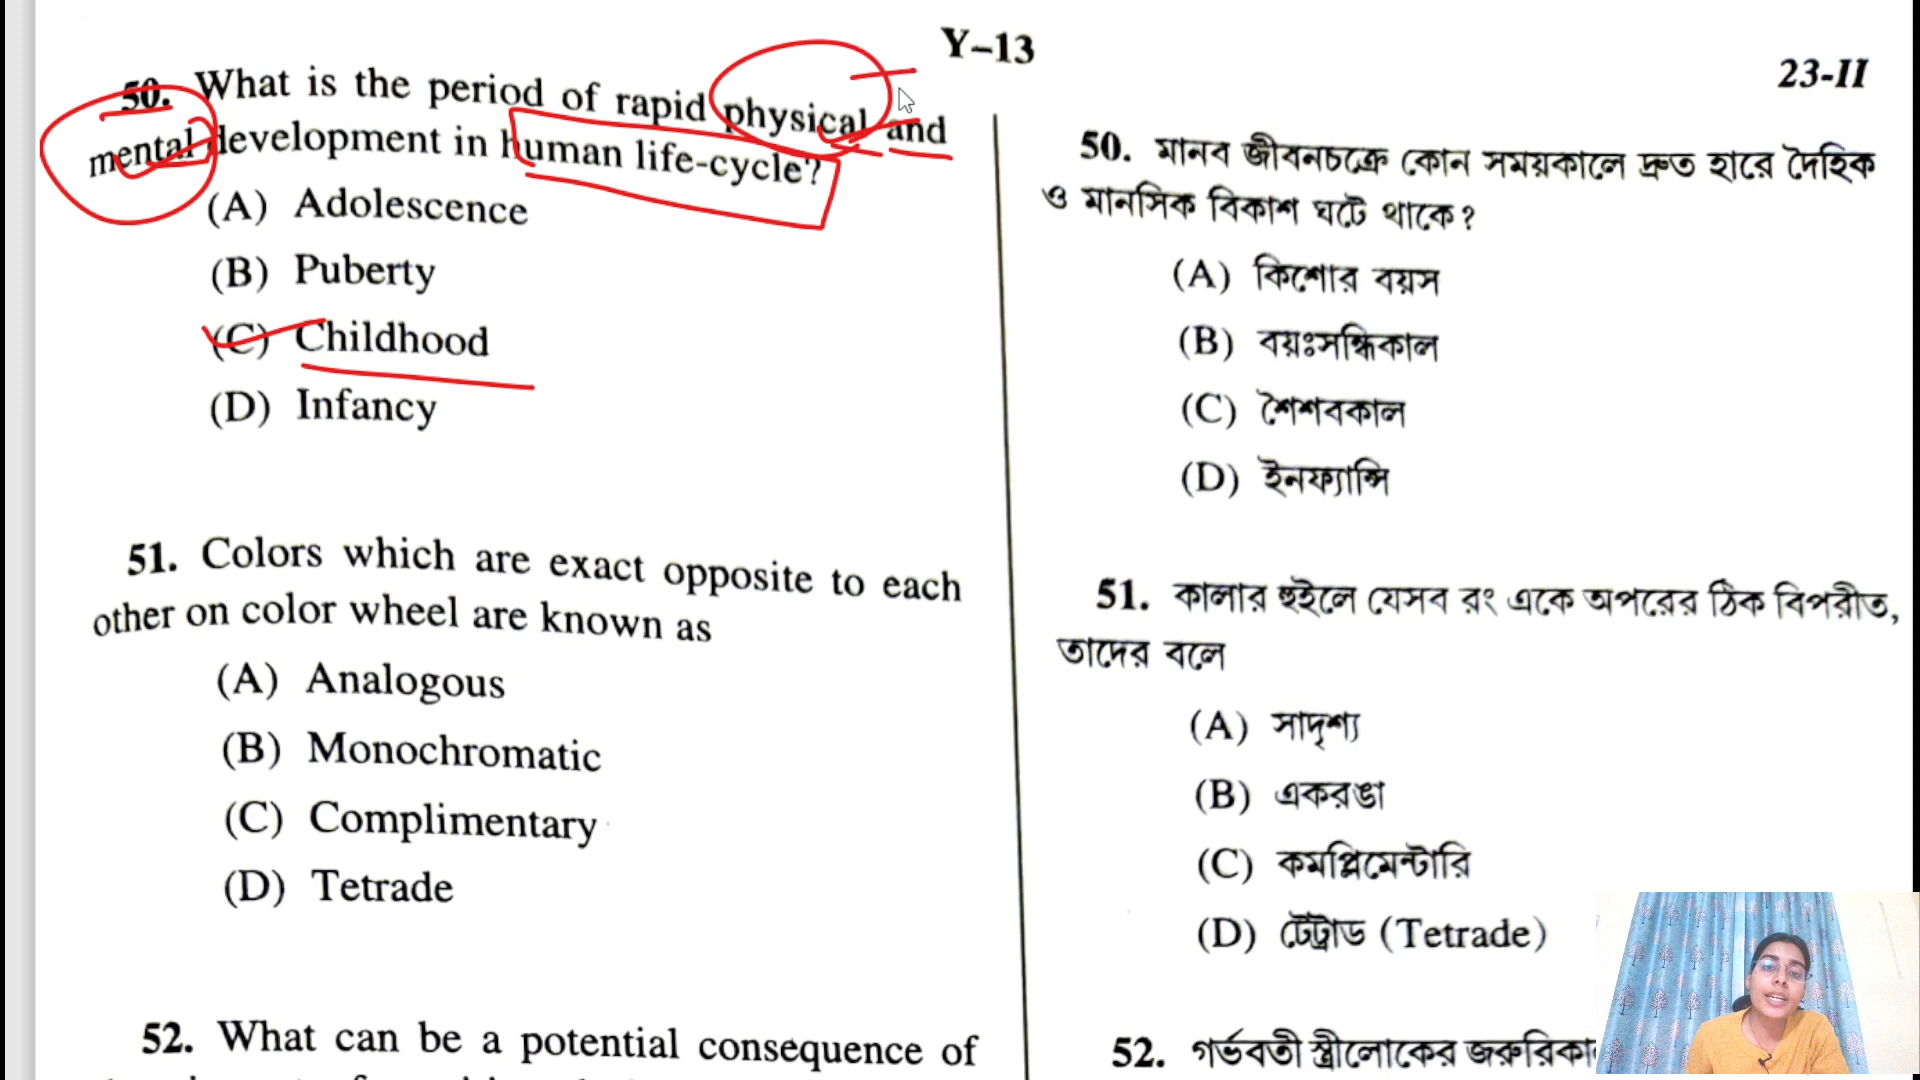 Y–13
23-II
50. What is the period of rapid physical and
mental development in human life-cycle?
(A) Adolescence
(B) Puberty
(C) Childhood
(D) Infancy
51. Colors which are exact opposite to each
other on color wheel are known as
(A) Analogous
(B) Monochromatic
(C) Complimentary
(D) Tetrade
52. What can be a potential consequence of
50. মানব জীবনচক্রে কোন সময়কালে দ্রুত হারে দৈহিক
ও মানসিক বিকাশ ঘটে থাকে?
(A) কিশোর বয়স
(B) বয়ঃসন্ধিকাল
(C) শৈশবকাল
(D) ইনফ্যান্সি
51. কালার হুইলে যেসব রং একে অপরের ঠিক বিপরীত,
তাদের বলে
(A) সাদৃশ্য
(B) একরঙা
(C) কমপ্লিমেন্টারি
(D) টেট্রাড (Tetrade)
52. গর্ভবতী স্ত্রীলোকের